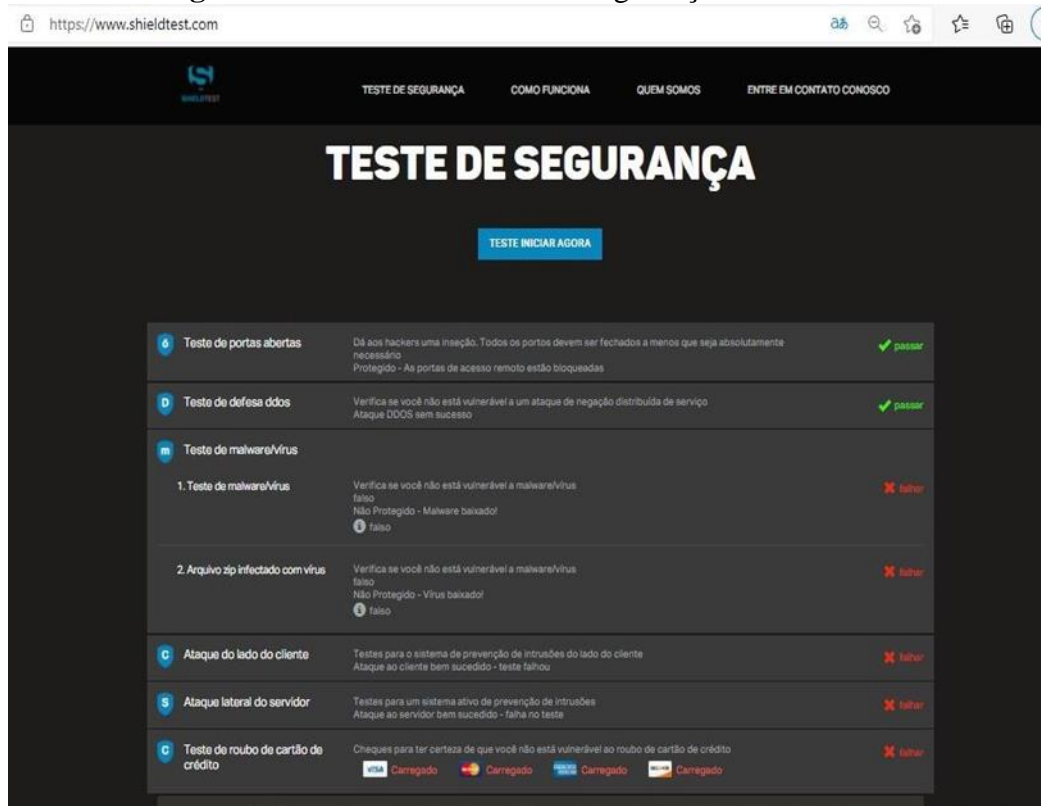 https://www.shieldtest.com
SHIELDTEST
TESTE DE SEGURANÇA
COMO FUNCIONA
QUEM SOMOS
ENTRE EM CONTATO CONOSCO
TESTE DE SEGURANÇA
TESTE INICIAR AGORA
ó Teste de portas abertas
Dá aos hackers uma inseção. Todos os portos devem ser fechados a menos que seja absolutamente
necessário
Protegido - As portas de acesso remoto estão bloqueadas
passar
D Teste de defesa ddos
Verifica se você não está vulnerável a um ataque de negação distribuída de serviço
Ataque DDOS sem sucesso
passar
m Teste de malware/vírus
1. Teste de malware/vírus
Verifica se você não está vulnerável a malware/vírus
falso
Não Protegido - Malware baixado!
falso
falhar
2. Arquivo zip infectado com vírus
Verifica se você não está vulnerável a malware/vírus
falso
Não Protegido - Vírus baixado!
falso
falhar
C Ataque do lado do cliente
Testes para o sistema de prevenção de intrusões do lado do cliente
Ataque ao cliente bem sucedido - teste falhou
falhar
S Ataque lateral do servidor
Testes para um sistema ativo de prevenção de intrusões
Ataque ao servidor bem sucedido - falha no teste
falhar
C Teste de roubo de cartão de
crédito
Cheques para ter certeza de que você não está vulnerável ao roubo de cartão de crédito
VISA Carregado Carregado Carregado Carregado
falhar